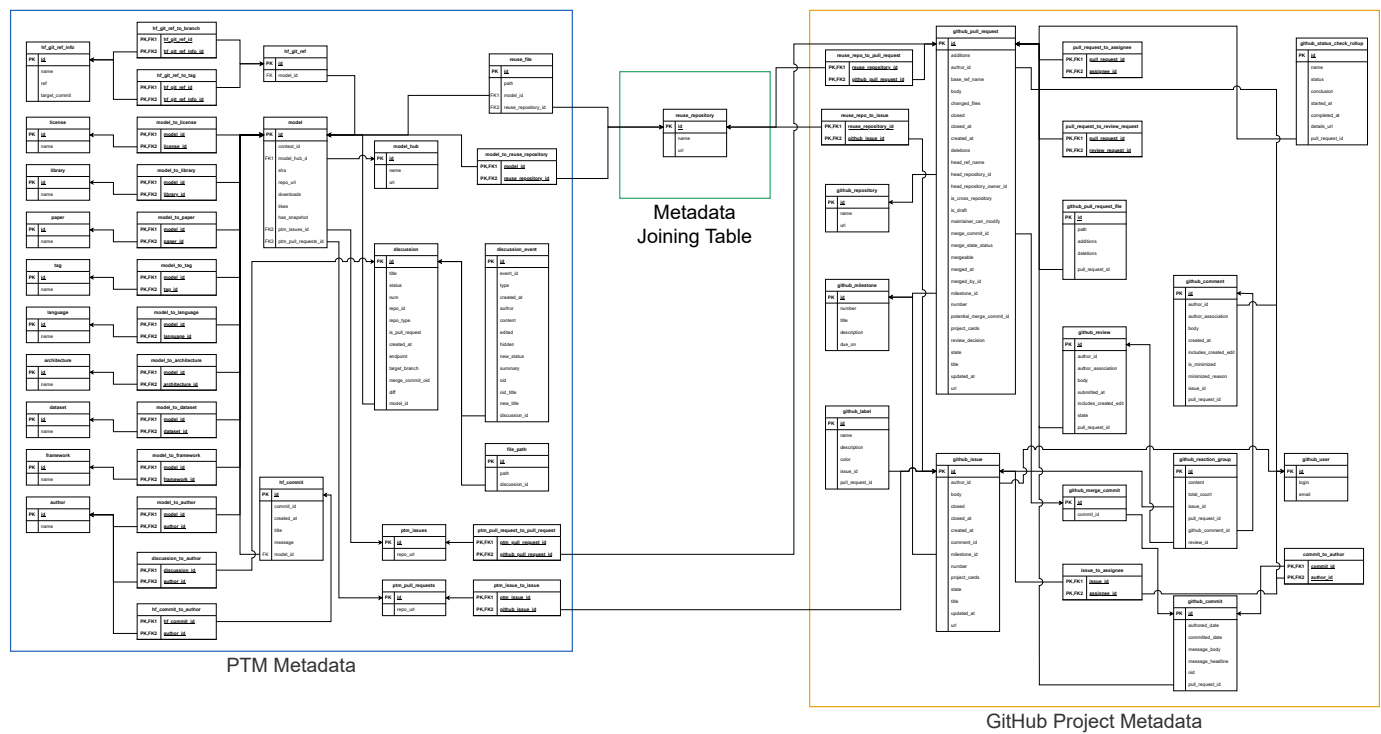 hf_git_ref_to_branch
PK,FK1 hf_git_ref_id
PK,FK2 hf_git_ref_info_id
hf_git_ref_info
PK id
name
ref
target_commit
hf_git_ref
PK id
FK model_id
hf_git_ref_to_tag
PK,FK1 hf_git_ref_id
PK,FK2 hf_git_ref_info_id
license
PK id
name
model_to_license
PK,FK1 model_id
PK,FK2 license_id
library
PK id
name
model_to_library
PK,FK1 model_id
PK,FK2 library_id
paper
PK id
name
model_to_paper
PK,FK1 model_id
PK,FK2 paper_id
tag
PK id
name
model_to_tag
PK,FK1 model_id
PK,FK2 tag_id
language
PK id
name
model_to_language
PK,FK1 model_id
PK,FK2 language_id
architecture
PK id
name
model_to_architecture
PK,FK1 model_id
PK,FK2 architecture_id
dataset
PK id
name
model_to_dataset
PK,FK1 model_id
PK,FK2 dataset_id
framework
PK id
name
model_to_framework
PK,FK1 model_id
PK,FK2 framework_id
author
PK id
name
model_to_author
PK,FK1 model_id
PK,FK2 author_id
discussion_to_author
PK,FK1 discussion_id
PK,FK2 author_id
hf_commit_to_author
PK,FK1 hf_commit_id
PK,FK2 author_id
model
PK id
context_id
FK1 model_hub_d
sha
repo_url
downloads
likes
has_snapshot
FK2 ptm_issues_id
FK3 ptm_pull_requests_id
hf_commit
PK id
commit_id
created_at
title
message
FK model_id
reuse_file
PK id
path
FK1 model_id
FK2 reuse_repository_id
model_hub
PK id
name
url
model_to_reuse_repository
PK,FK1 model_id
PK,FK2 reuse_repository_id
discussion
PK id
title
status
num
repo_id
repo_type
is_pull_request
created_at
endpoint
target_branch
merge_commit_oid
diff
model_id
discussion_event
PK id
event_id
type
created_at
author
content
edited
hidden
new_status
summary
oid
old_title
new_title
discussion_id
file_path
PK id
path
discussion_id
ptm_issues
PK id
repo_url
ptm_pull_request_to_pull_request
PK,FK1 ptm_pull_request_id
PK,FK2 github_pull_request_id
ptm_pull_requests
PK id
repo_url
ptm_issue_to_issue
PK,FK1 ptm_issue_id
PK,FK2 github_issue_id
PTM Metadata
reuse_repository
PK id
name
url
Metadata
Joining Table
reuse_repo_to_pull_request
PK,FK1 reuse_repository_id
PK,FK2 github_pull_request_id
reuse_repo_to_issue
PK,FK1 reuse_repository_id
PK,FK2 github_issue_id
github_repository
PK id
name
url
github_milestone
PK id
number
title
description
due_on
github_label
PK id
name
description
color
issue_id
pull_request_id
github_pull_request
PK id
additions
author_id
base_ref_name
body
changed_files
closed
closed_at
created_at
deletions
head_ref_name
head_repository_id
head_repository_owner_id
is_cross_repository
is_draft
maintainer_can_modify
merge_commit_id
merge_state_status
mergeable
merged_at
merged_by_id
milestone_id
number
potential_merge_commit_id
project_cards
review_decision
state
title
updated_at
url
github_issue
PK id
author_id
body
closed
closed_at
created_at
comment_id
milestone_id
number
project_cards
state
title
updated_at
url
pull_request_to_assignee
PK,FK1 pull_request_id
PK,FK2 assignee_id
pull_request_to_review_request
PK,FK1 pull_request_id
PK,FK2 review_request_id
github_pull_request_file
PK id
path
additions
deletions
pull_request_id
github_review
PK id
author_id
author_association
body
submitted_at
includes_created_edit
state
pull_request_id
github_merge_commit
PK id
commit_id
issue_to_assignee
PK,FK1 issue_id
PK,FK2 assignee_id
github_status_check_rollup
PK id
name
status
conclusion
started_at
completed_at
details_url
pull_request_id
github_comment
PK id
author_id
author_association
body
created_at
includes_created_edit
is_minimized
minimized_reason
issue_id
pull_request_id
github_reaction_group
PK id
content
total_count
issue_id
pull_request_id
github_comment_id
review_id
github_user
PK id
login
email
commit_to_author
PK,FK1 commit_id
PK,FK2 author_id
github_commit
PK id
authored_date
committed_date
message_body
message_headline
oid
pull_request_id
GitHub Project Metadata